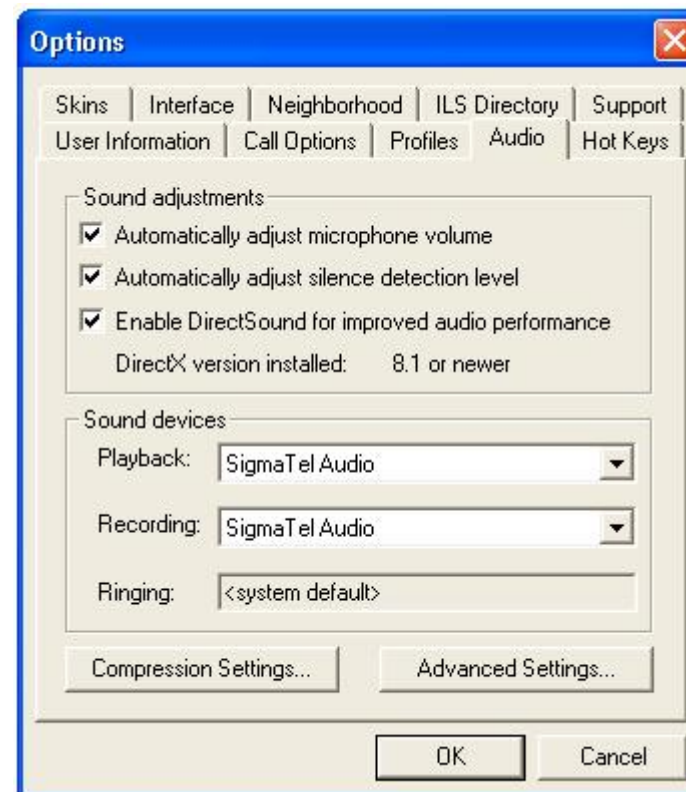 Options
Skins Interface Neighborhood ILS Directory Support
User Information Call Options Profiles Audio Hot Keys
Sound adjustments
Automatically adjust microphone volume
Automatically adjust silence detection level
Enable DirectSound for improved audio performance
DirectX version installed: 8.1 or newer
Sound devices
Playback: SigmaTel Audio
Recording: SigmaTel Audio
Ringing: <system default>
Compression Settings... Advanced Settings...
OK Cancel